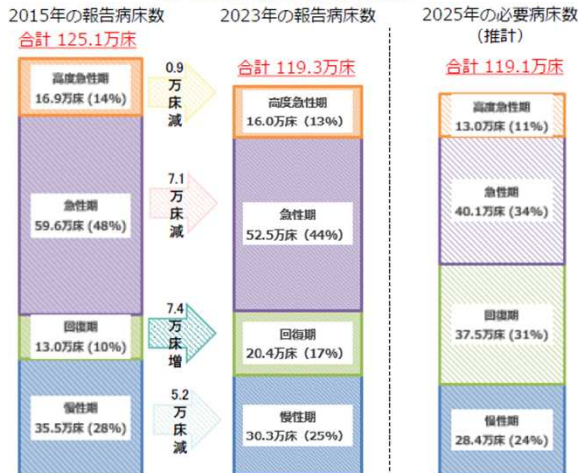 2015年の報告病床数
合計 125.1万床
高度急性期
16.9万床 (14%)
急性期
59.6万床 (48%)
回復期
13.0万床 (10%)
慢性期
35.5万床 (28%)
0.9
万
床
減
7.1
万
床
減
7.4
万
床
増
5.2
万
床
減
2023年の報告病床数
合計 119.3万床
高度急性期
16.0万床 (13%)
急性期
52.5万床 (44%)
回復期
20.4万床 (17%)
慢性期
30.3万床 (25%)
2025年の必要病床数
（推計）
合計 119.1万床
高度急性期
13.0万床 (11%)
急性期
40.1万床 (34%)
回復期
37.5万床 (31%)
慢性期
28.4万床 (24%)